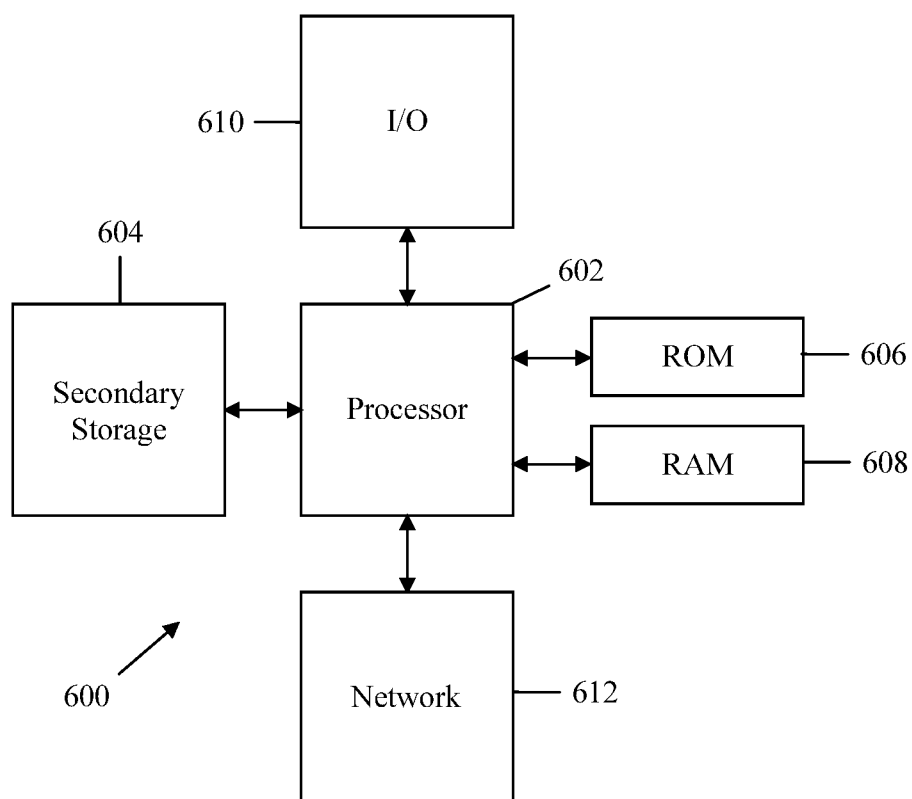 610
I/O
604
602
Secondary
Storage
Processor
ROM
606
RAM
608
600
Network
612